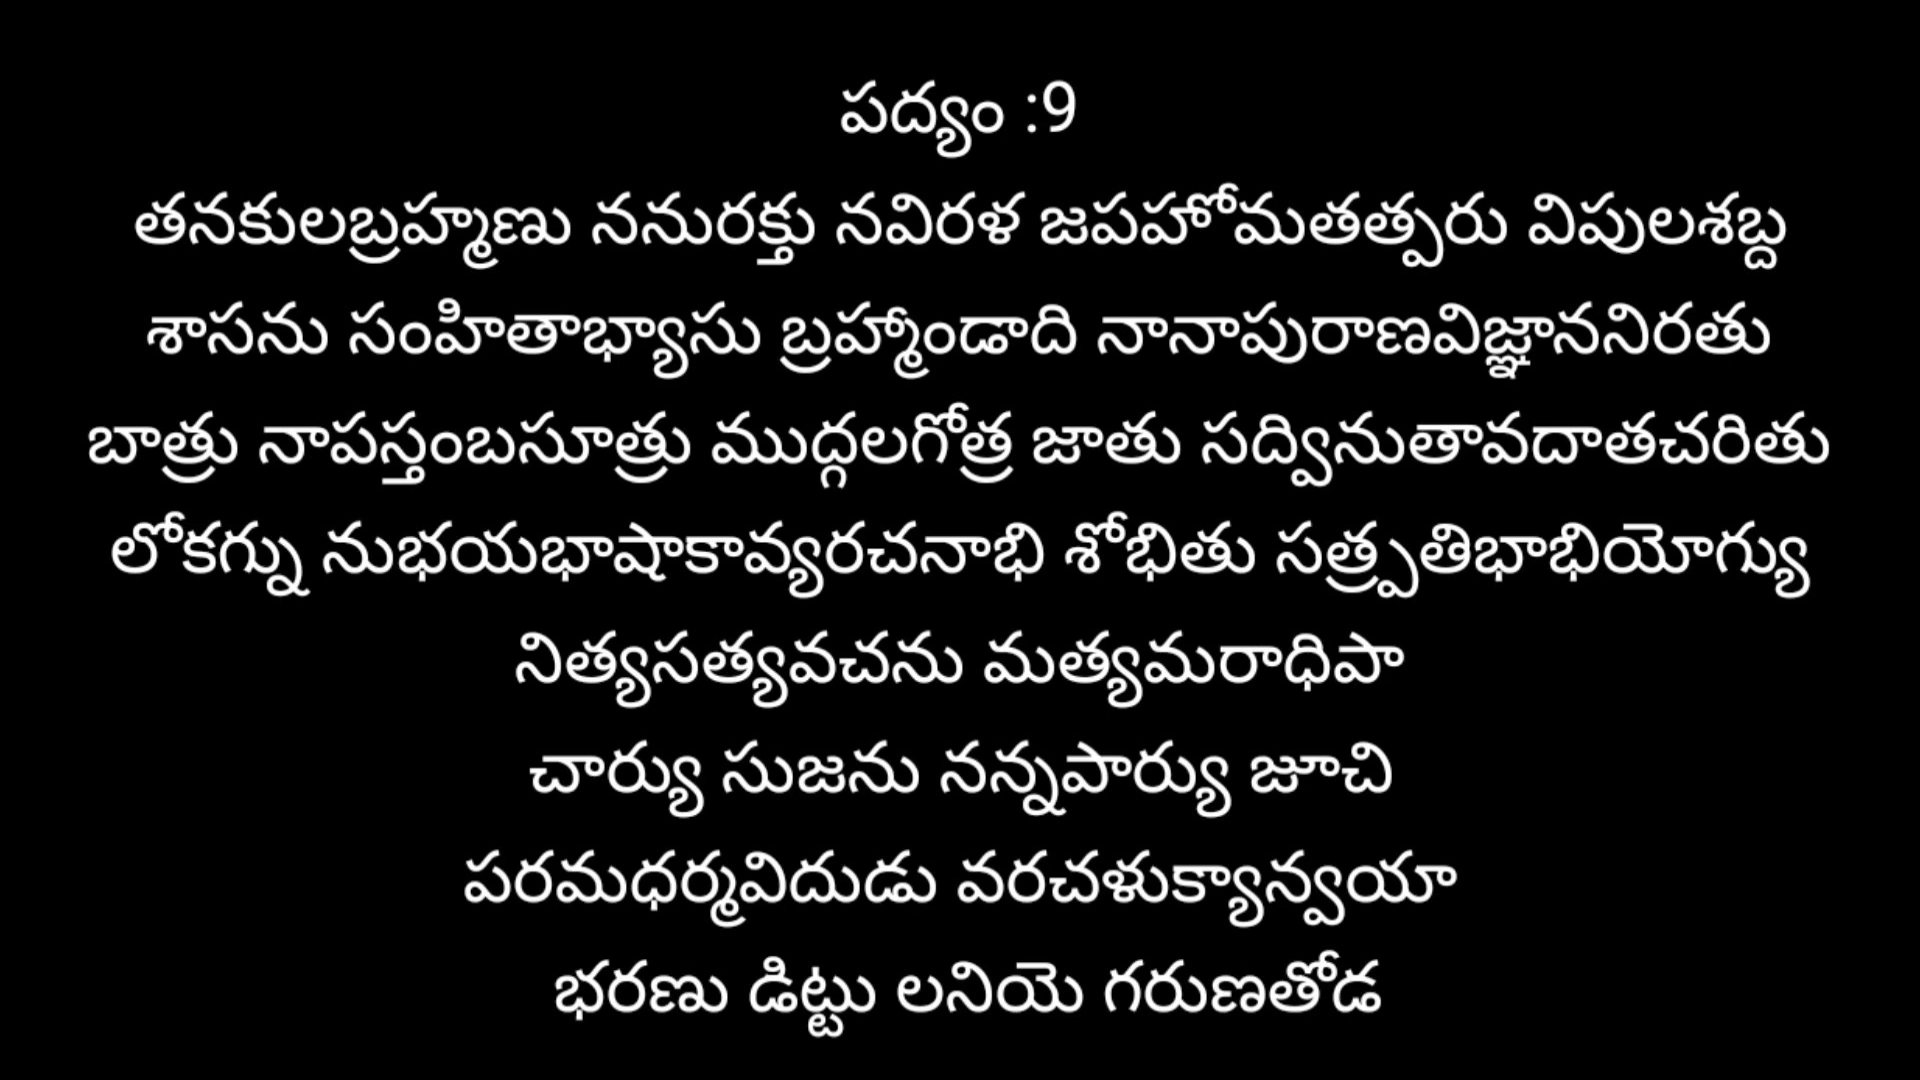 పద్యం :9
తనకులబ్రహ్మణు ననురక్తు నవిరళ జపహోమతత్పరు విపులశబ్ద
శాసను సంహితాభ్యాసు బ్రహ్మాండాది నానాపురాణవిజ్ఞాననిరతు
బాత్రు నాపస్తంబసూత్రు ముద్గలగోత్ర జాతు సద్వినుతావదాతచరితు
లోకగ్ను నుభయభాషాకావ్యరచనాభి శోభితు సత్ప్రతిభాభియోగ్యు
నిత్యసత్యవచను మత్యమరాధిపా
చార్యు సుజను నన్నపార్యు జూచి
పరమధర్మవిదుడు వరచళుక్యాన్వయా
భరణు డిట్టు లనియె గరుణతోడ